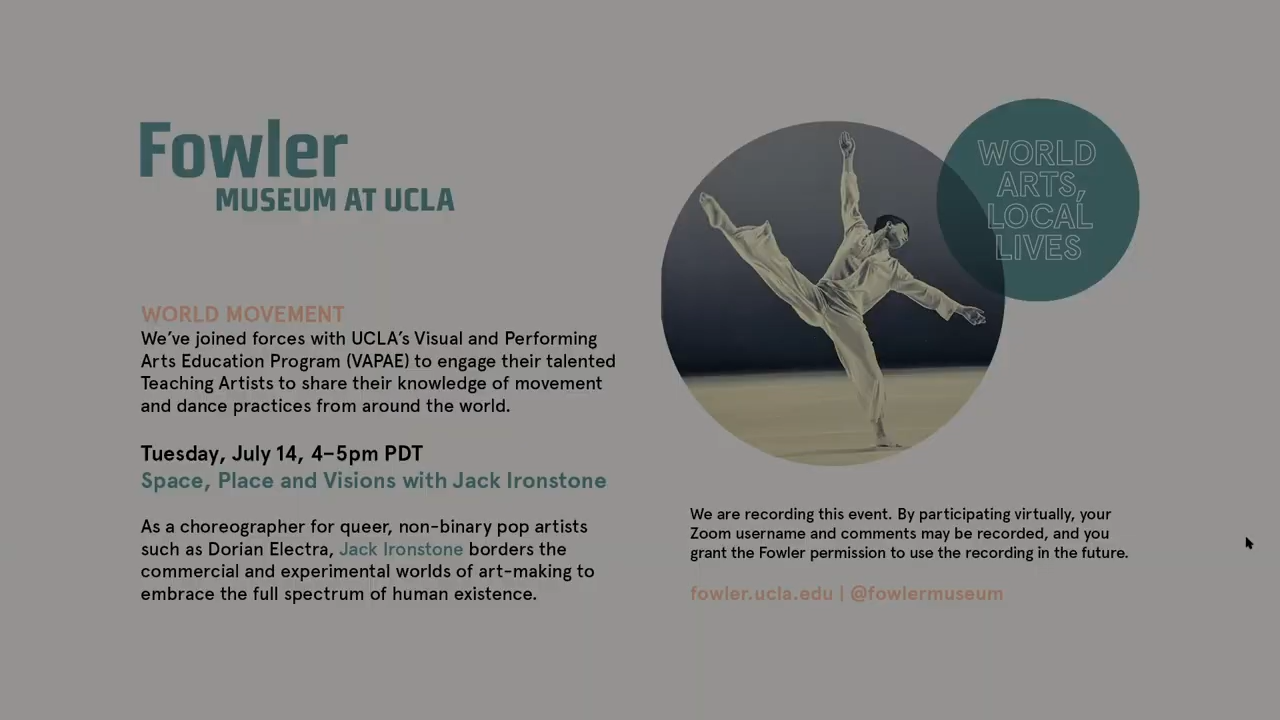 Fowler
MUSEUM AT UCLA
WORLD
ARTS,
LOCAL
LIVES
WORLD MOVEMENT
We’ve joined forces with UCLA’s Visual and Performing
Arts Education Program (VAPAE) to engage their talented
Teaching Artists to share their knowledge of movement
and dance practices from around the world.
Tuesday, July 14, 4–5pm PDT
Space, Place and Visions with Jack Ironstone
As a choreographer for queer, non-binary pop artists
such as Dorian Electra, Jack Ironstone borders the
commercial and experimental worlds of art-making to
embrace the full spectrum of human existence.
We are recording this event. By participating virtually, your
Zoom username and comments may be recorded, and you
grant the Fowler permission to use the recording in the future.
fowler.ucla.edu | @fowlermuseum